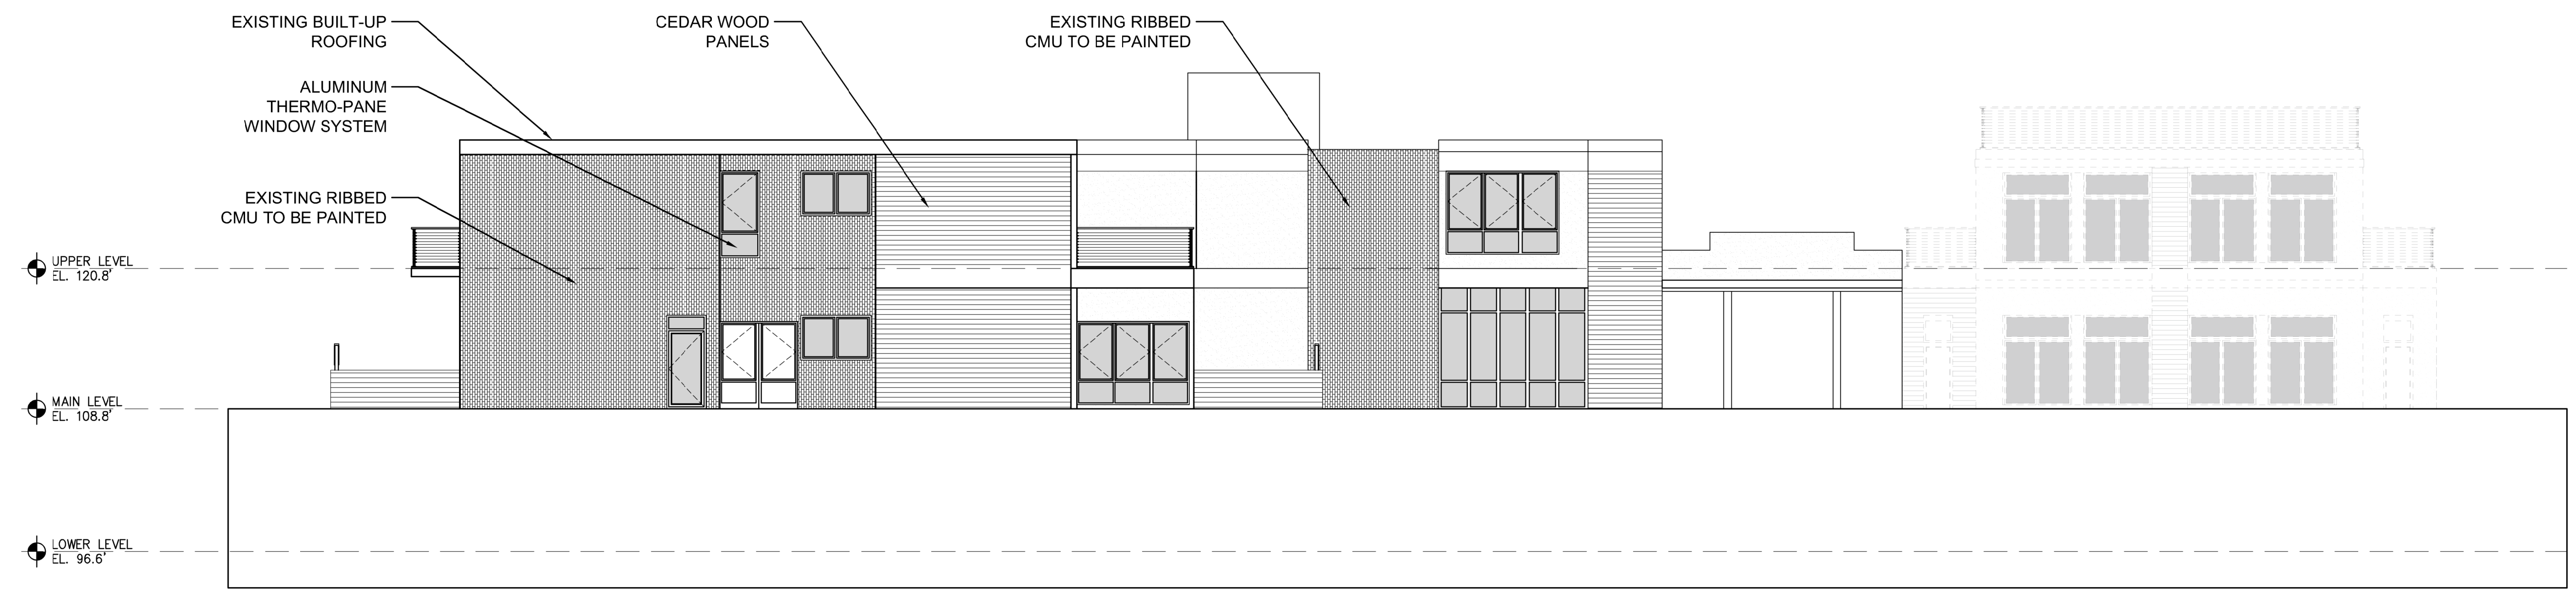 EXISTING BUILT-UP
ROOFING
CEDAR WOOD
PANELS
EXISTING RIBBED
CMU TO BE PAINTED
ALUMINUM
THERMO-PANE
WINDOW SYSTEM
EXISTING RIBBED
CMU TO BE PAINTED
UPPER LEVEL
EL. 120.8'
MAIN LEVEL
EL. 108.8'
LOWER LEVEL
EL. 96.6'